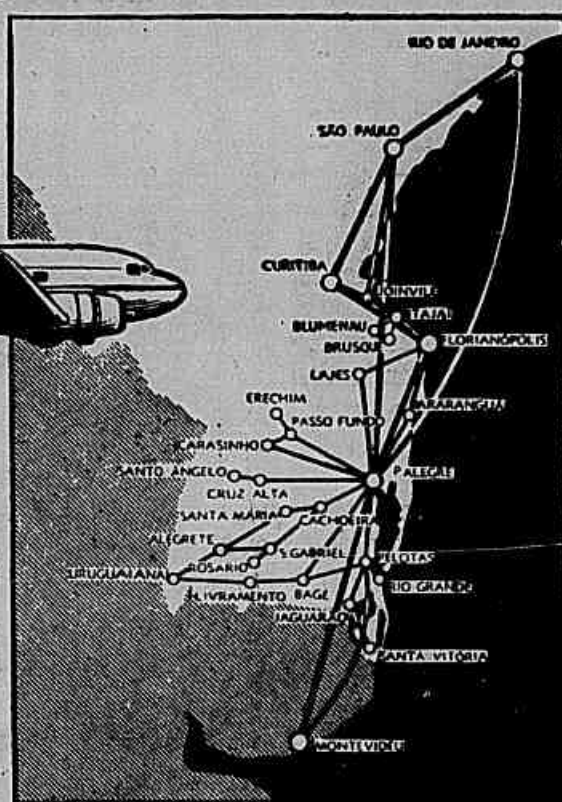 RIO DE JANEIRO
SÃO PAULO
CURITIBA
JOINVILE
ITAJAÍ
BLUMENAU
BRUSQUE
FLORIANÓPOLIS
LAJES
ERECHIM
ARARANGUÁ
PASSO FUNDO
CARASINHO
SANTO ÂNGELO
P. ALEGRE
CRUZ ALTA
SANTA MARIA
CACHOEIRA
ALEGRETE
S. GABRIEL
PELOTAS
ROSARIO
URUGUAIANA
LIVRAMENTO
BAGÉ
RIO GRANDE
JAGUARÃO
SANTA VITÓRIA
MONTEVIDÉU